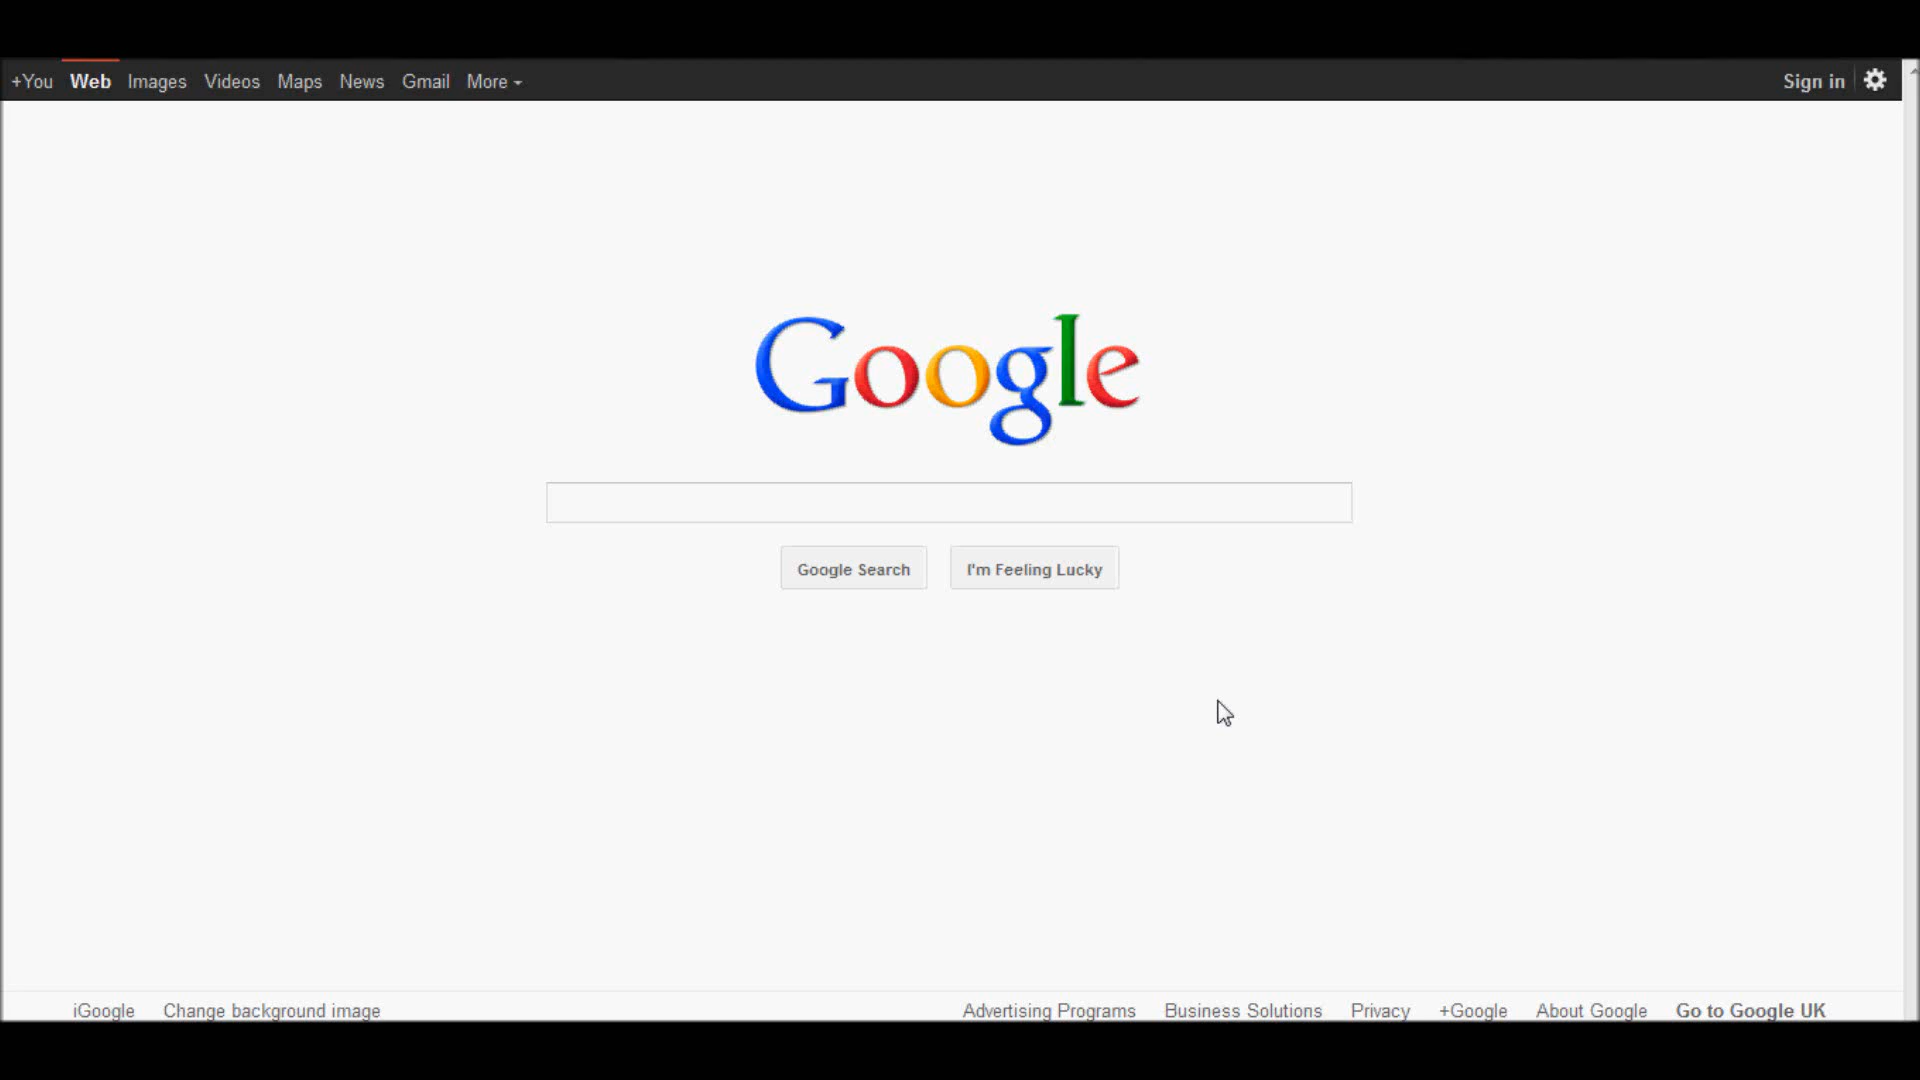 +You Web Images Videos Maps News Gmail More Sign in
Google
Google Search I'm Feeling Lucky
iGoogle Change background image Advertising Programs Business Solutions Privacy +Google About Google Go to Google UK